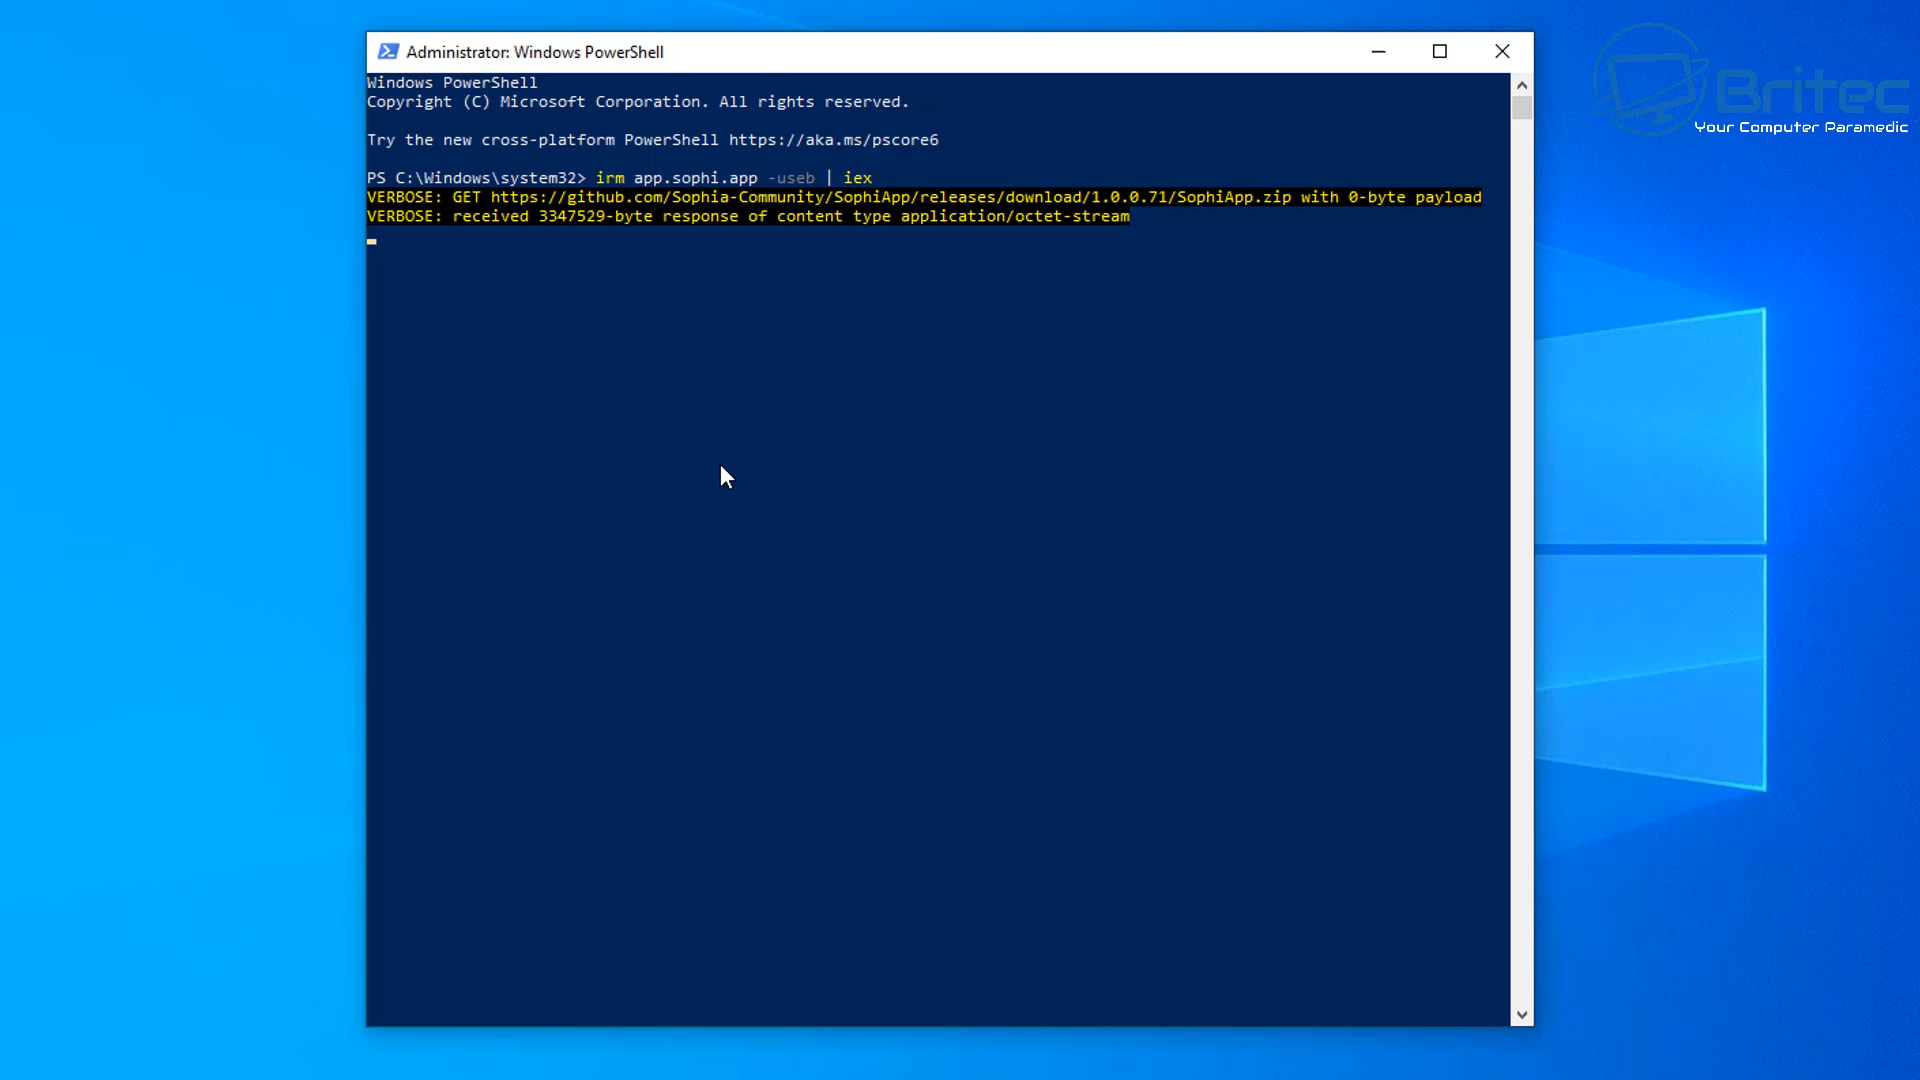 Administrator: Windows PowerShell
Britec
Your Computer Paramedic
Windows PowerShell
Copyright (C) Microsoft Corporation. All rights reserved.
Try the new cross-platform PowerShell https://aka.ms/pscore6
PS C:\Windows\system32> irm app.sophi.app -useb | iex
VERBOSE: GET https://github.com/Sophia-Community/SophiApp/releases/download/1.0.0.71/SophiApp.zip with 0-byte payload
VERBOSE: received 3347529-byte response of content type application/octet-stream